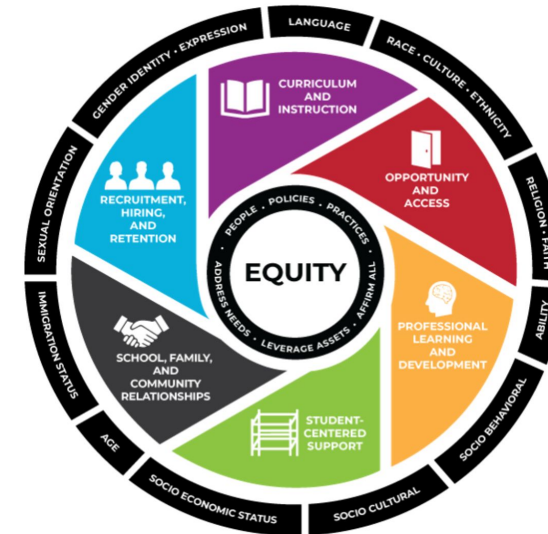 LANGUAGE
RACE • CULTURE • ETHNICITY
RELIGION • FAITH
ABILITY
SOCIO BEHAVIORAL
SOCIO CULTURAL
SOCIO ECONOMIC STATUS
AGE
IMMIGRATION STATUS
SEXUAL ORIENTATION
GENDER IDENTITY • EXPRESSION
CURRICULUM
AND
INSTRUCTION
OPPORTUNITY
AND
ACCESS
PROFESSIONAL
LEARNING
AND
DEVELOPMENT
STUDENT-
CENTERED
SUPPORT
SCHOOL, FAMILY,
AND
COMMUNITY
RELATIONSHIPS
RECRUITMENT,
HIRING,
AND
RETENTION
• PEOPLE • POLICIES • PRACTICES •
AFFIRM ALL • LEVERAGE ASSETS • ADDRESS NEEDS
EQUITY